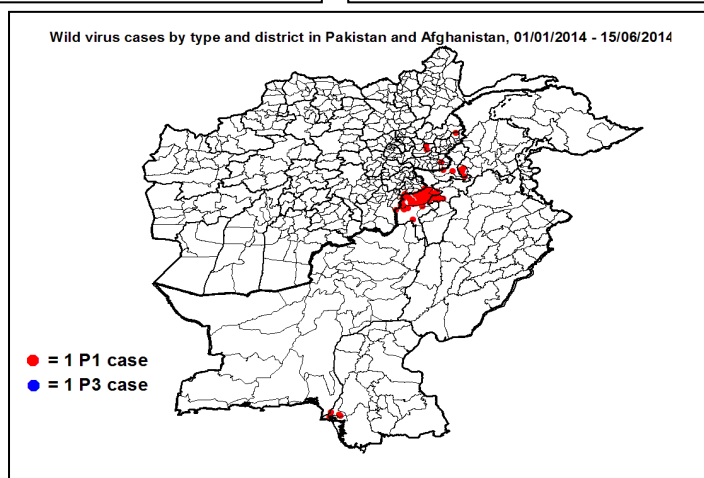 Wild virus cases by type and district in Pakistan and Afghanistan, 01/01/2014 - 15/06/2014
= 1 P1 case
= 1 P3 case